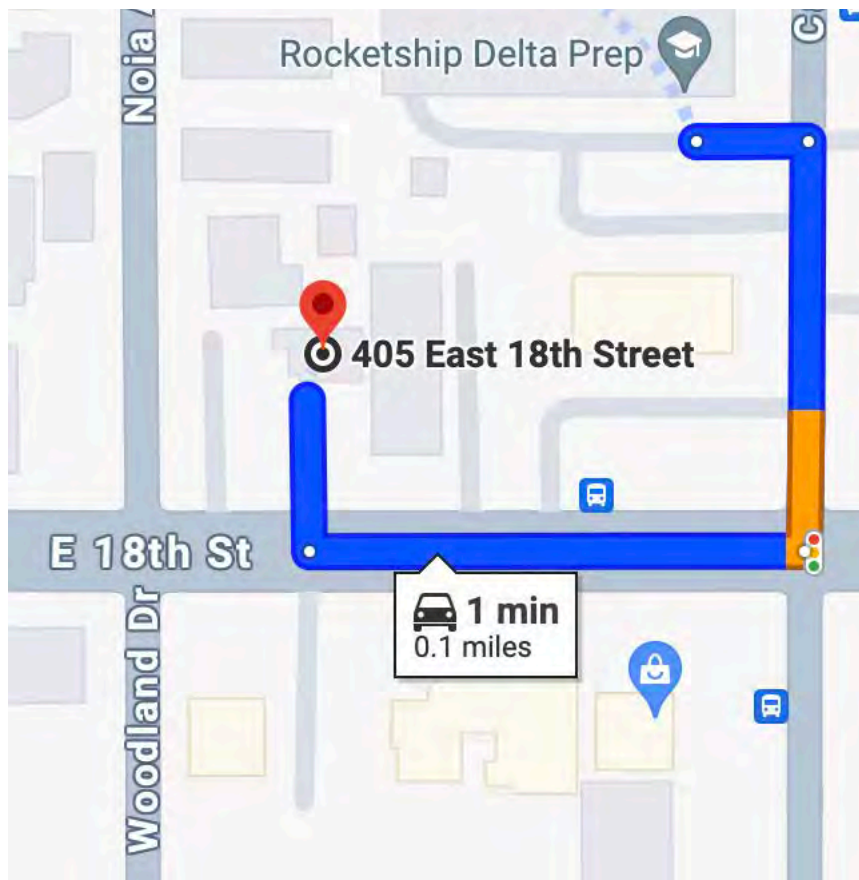 Noia
Rocketship Delta Prep
405 East 18th Street
E 18th St
1 min
0.1 miles
Woodland Dr